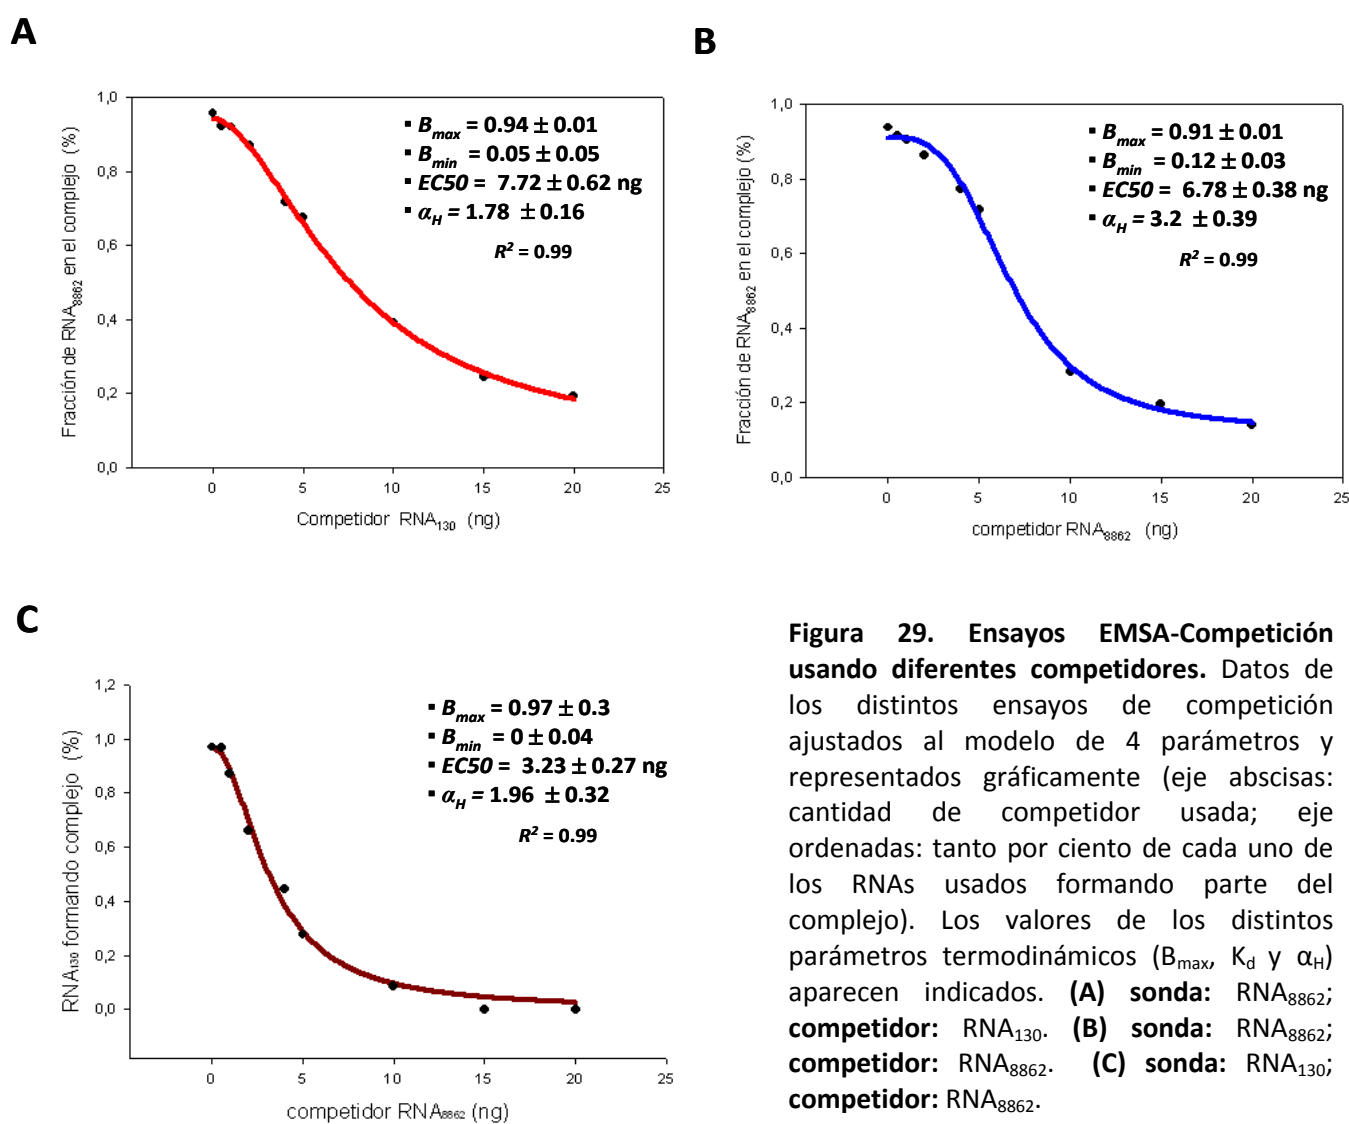 A
Fracción de RNA8862 en el complejo (%)
1,0
0,8
0,6
0,4
0,2
0,0
▪ Bmax = 0.94 ± 0.01
▪ Bmin = 0.05 ± 0.05
▪ EC50 = 7.72 ± 0.62 ng
▪ αH = 1.78 ± 0.16
R² = 0.99
0 5 10 15 20 25
Competidor RNA130 (ng)
B
Fracción de RNA8862 en el complejo (%)
1,0
0,8
0,6
0,4
0,2
0,0
▪ Bmax = 0.91 ± 0.01
▪ Bmin = 0.12 ± 0.03
▪ EC50 = 6.78 ± 0.38 ng
▪ αH = 3.2 ± 0.39
R² = 0.99
0 5 10 15 20 25
competidor RNA8862 (ng)
C
RNA130 formando complejo (%)
1,2
1,0
0,8
0,6
0,4
0,2
0,0
▪ Bmax = 0.97 ± 0.3
▪ Bmin = 0 ± 0.04
▪ EC50 = 3.23 ± 0.27 ng
▪ αH = 1.96 ± 0.32
R² = 0.99
0 5 10 15 20 25
competidor RNA8862 (ng)
Figura 29. Ensayos EMSA-Competición
usando diferentes competidores. Datos de
los distintos ensayos de competición
ajustados al modelo de 4 parámetros y
representados gráficamente (eje abscisas:
cantidad de competidor usada; eje
ordenadas: tanto por ciento de cada uno de
los RNAs usados formando parte del
complejo). Los valores de los distintos
parámetros termodinámicos (Bmax, Kd y αH)
aparecen indicados. (A) sonda: RNA8862;
competidor: RNA130. (B) sonda: RNA8862;
competidor: RNA8862. (C) sonda: RNA130;
competidor: RNA8862.